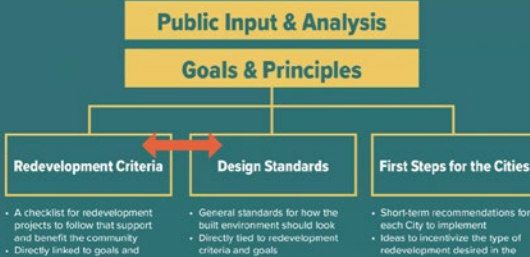 Public Input & Analysis
Goals & Principles
Redevelopment Criteria
Design Standards
First Steps for the Cities
• A checklist for redevelopment
projects to follow that support
and benefit the community
• Directly linked to goals and
• General standards for how the
built environment should look
• Directly tied to redevelopment
criteria and goals
• Short-term recommendations for
each City to implement
• Ideas to incentivize the type of
redevelopment desired in the